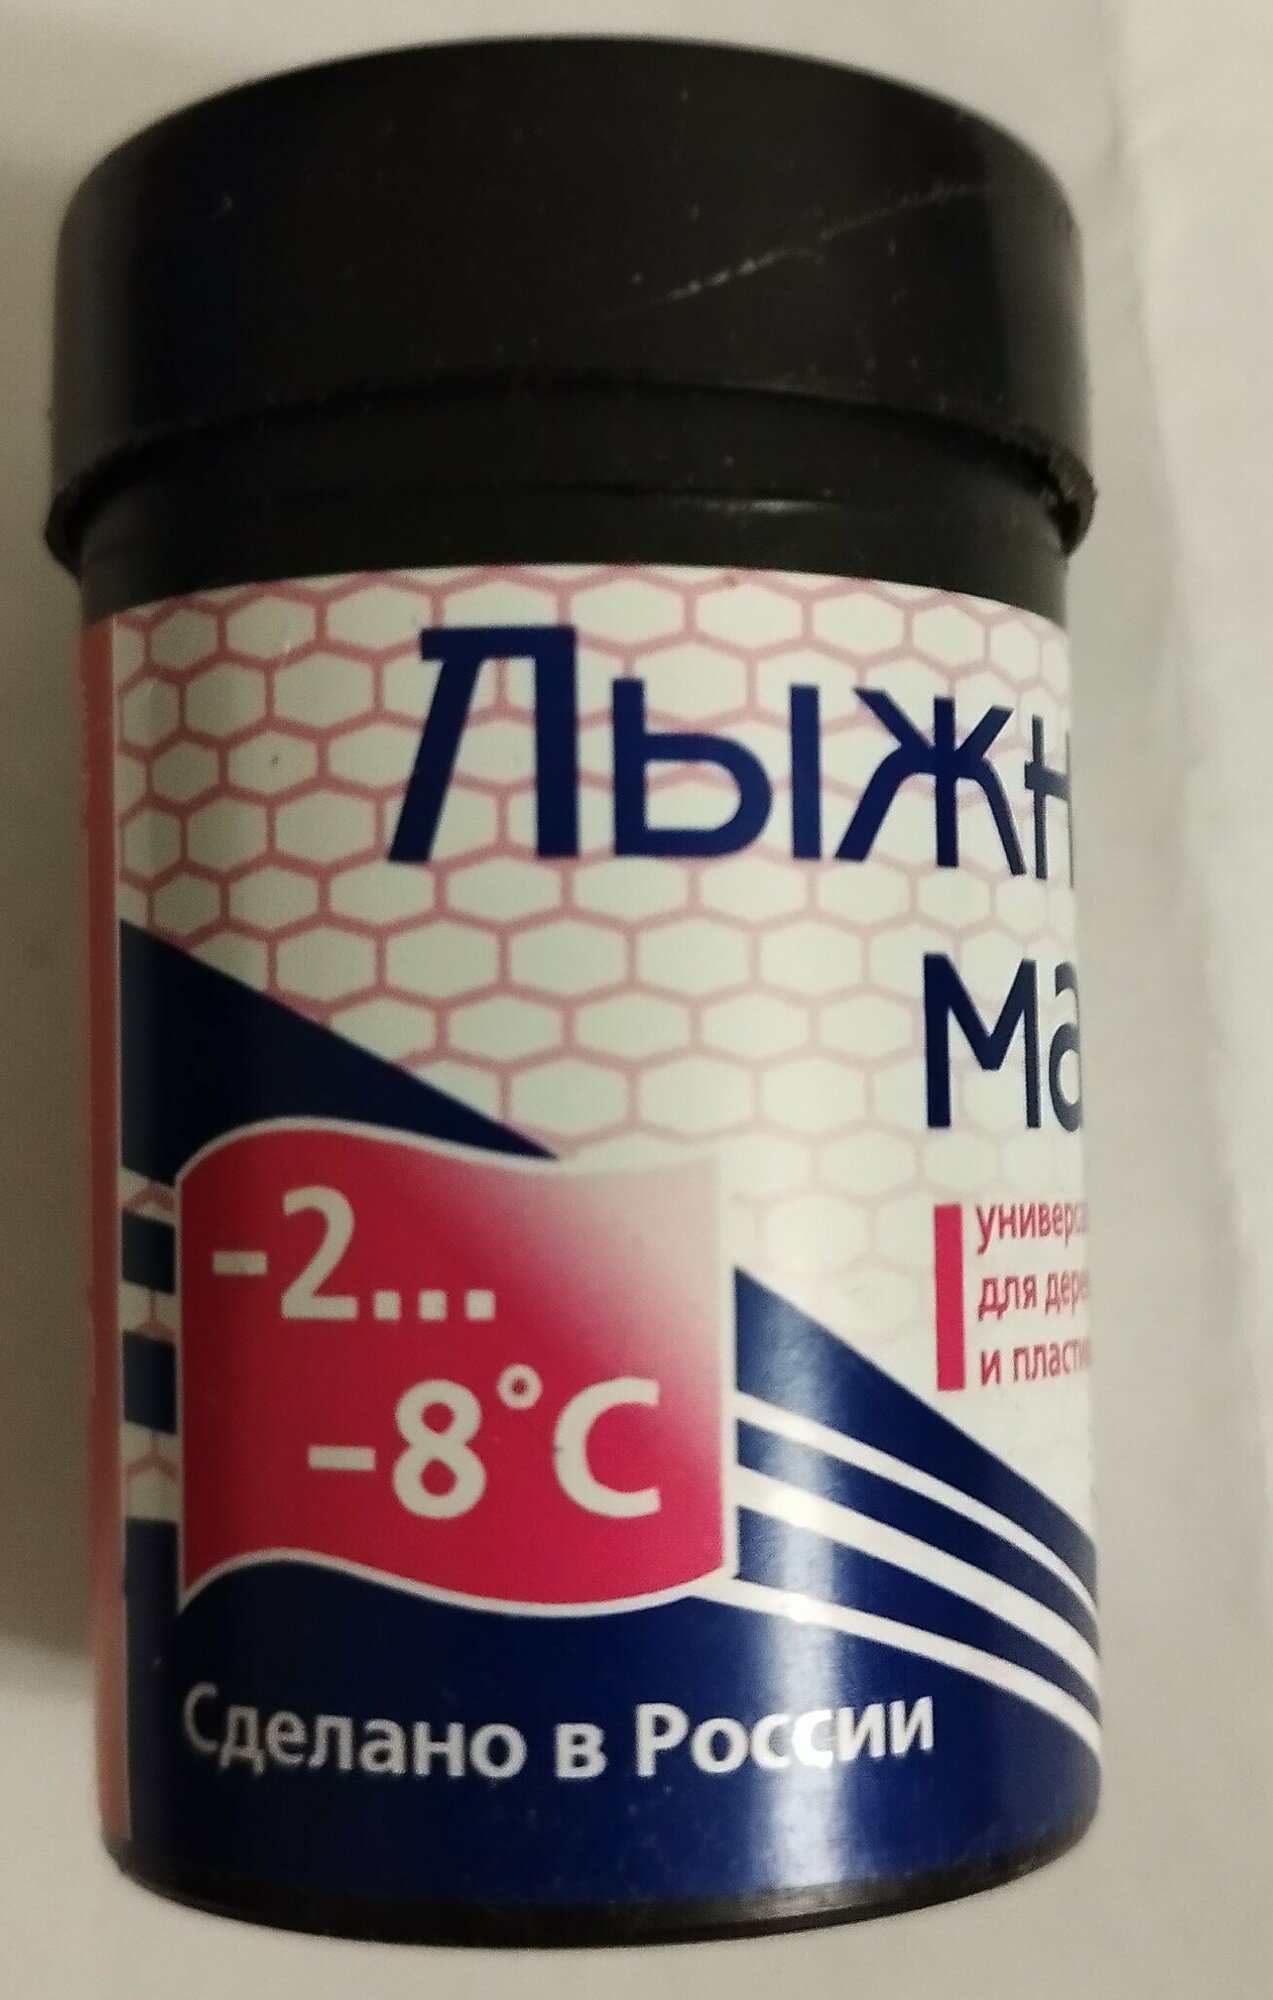 Лыжн
ма
универса
для дере
и пласти
-2...
-8°C
Сделано в России